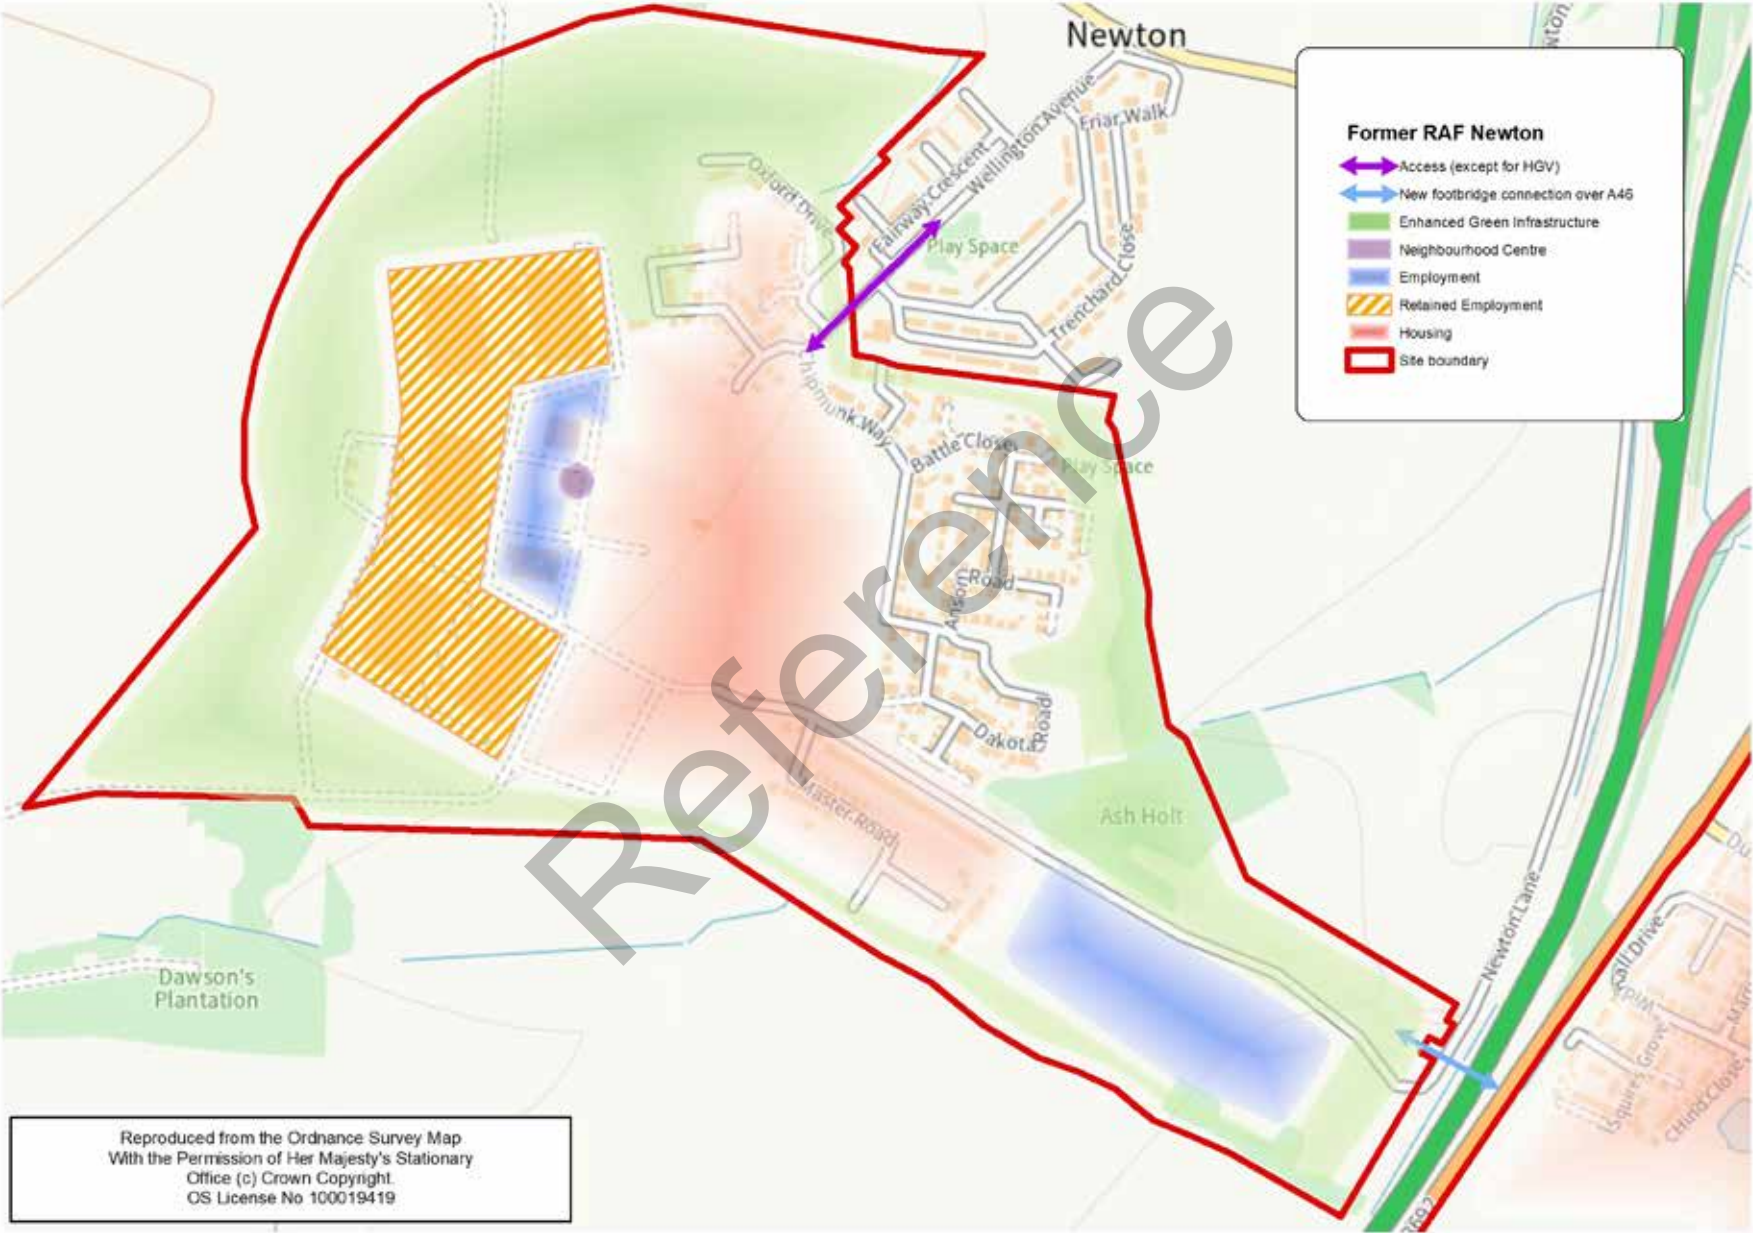 Newton
Former RAF Newton
Access (except for HGV)
New footbridge connection over A46
Enhanced Green Infrastructure
Neighbourhood Centre
Employment
Retained Employment
Housing
Site boundary
Friar Walk
Wellington Avenue
Fairway Crescent
Oxford Drive
Play Space
Trenchard Close
Chipmunk Way
Battle Close
Play Space
Anson Road
Dakota Road
Master Road
Ash Holt
Newton Lane
Dawson's
Plantation
Reference
Reproduced from the Ordnance Survey Map
With the Permission of Her Majesty's Stationary
Office (c) Crown Copyright.
OS License No 100019419